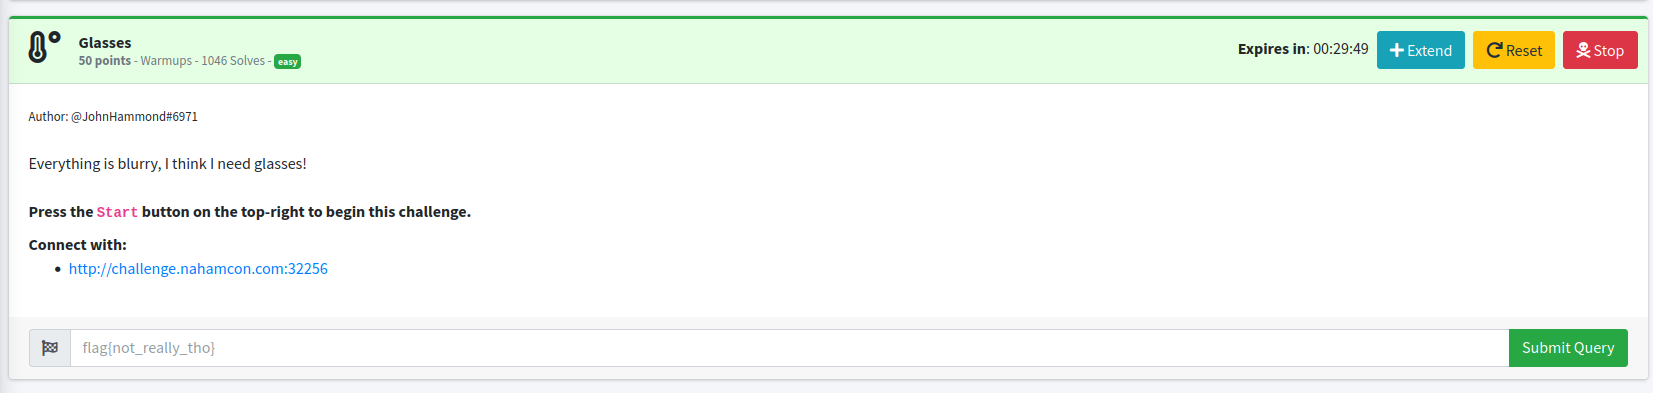 Glasses
50 points - Warmups - 1046 Solves - easy
Expires in: 00:29:49
Extend
Reset
Stop
Author: @JohnHammond#6971
Everything is blurry, I think I need glasses!
Press the Start button on the top-right to begin this challenge.
Connect with:
• http://challenge.nahamcon.com:32256
flag{not_really_tho}
Submit Query